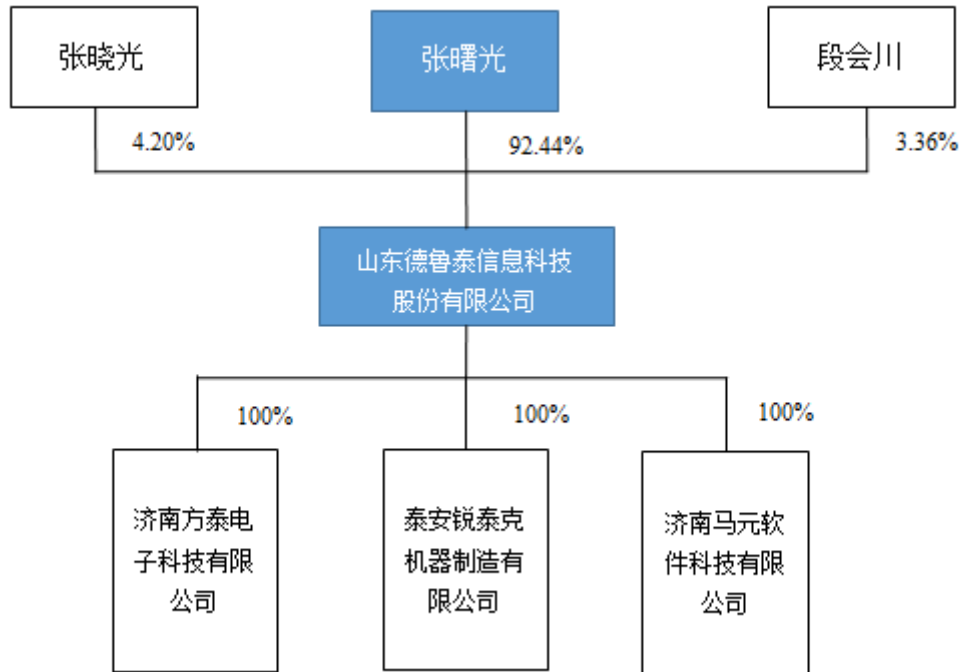 张晓光
张曙光
段会川
4.20%
92.44%
3.36%
山东德鲁泰信息科技
股份有限公司
100%
100%
100%
济南方泰电
子科技有限
公司
泰安锐泰克
机器制造有
限公司
济南马元软
件科技有限
公司